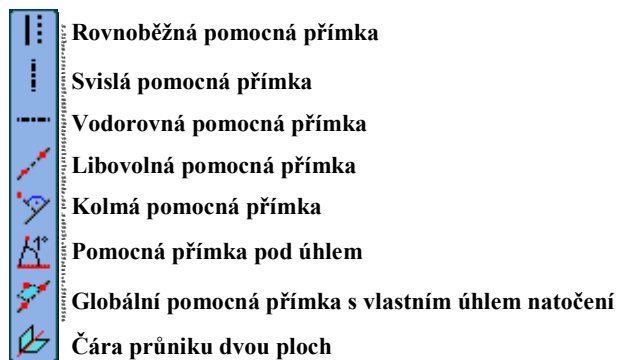 Rovnoběžná pomocná přímka
Svislá pomocná přímka
Vodorovná pomocná přímka
Libovolná pomocná přímka
Kolmá pomocná přímka
1°
Pomocná přímka pod úhlem
Globální pomocná přímka s vlastním úhlem natočení
Čára průniku dvou ploch